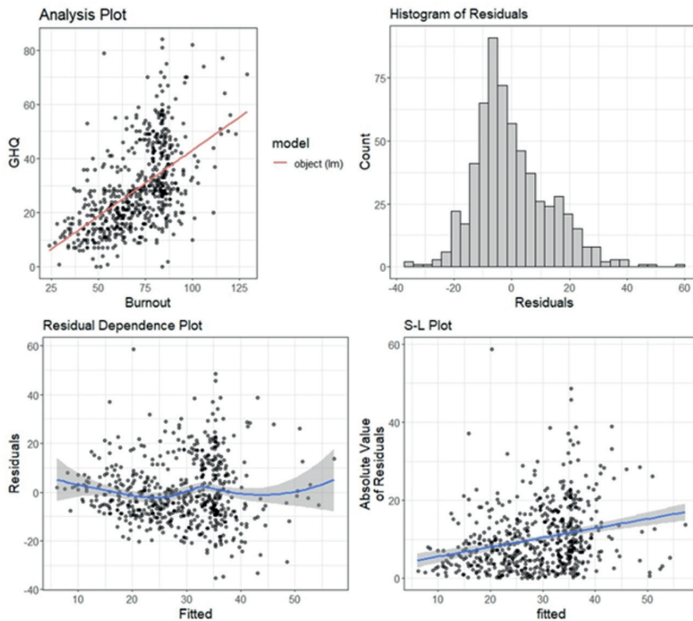 Analysis Plot
80
60
40
20
0
GHQ
25
50
75
100
125
Burnout
model
object (lm)
Histogram of Residuals
75
50
25
0
Count
-40
-20
0
20
40
60
Residuals
Residual Dependence Plot
60
40
20
0
-20
-40
Residuals
10
20
30
40
50
Fitted
S-L Plot
60
40
20
0
Absolute Value
of Residuals
10
20
30
40
50
fitted